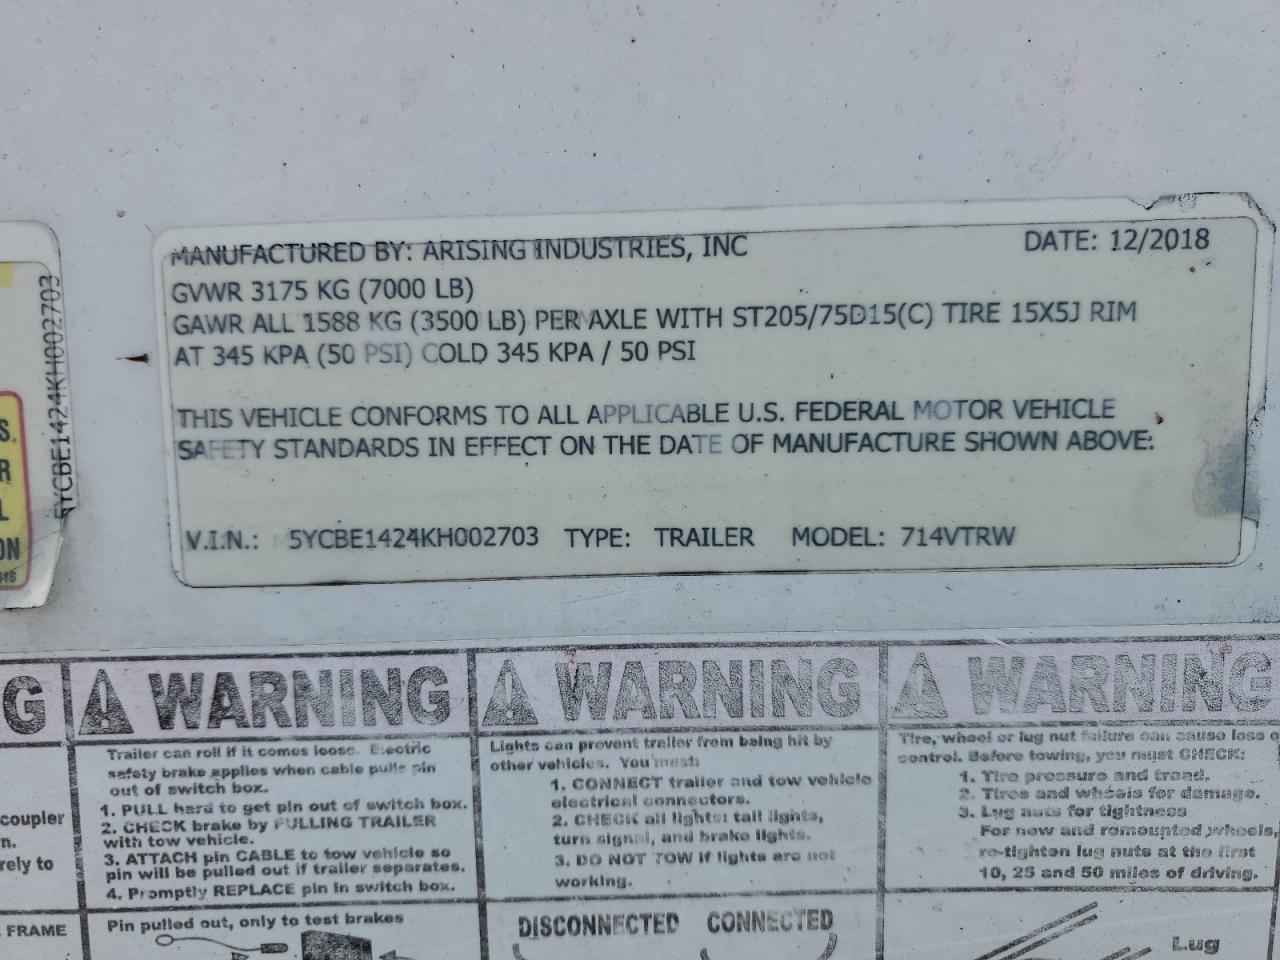 MANUFACTURED BY: ARISING INDUSTRIES, INC DATE: 12/2018
GVWR 3175 KG (7000 LB)
GAWR ALL 1588 KG (3500 LB) PER AXLE WITH ST205/75D15(C) TIRE 15X5J RIM
AT 345 KPA (50 PSI) COLD 345 KPA / 50 PSI
THIS VEHICLE CONFORMS TO ALL APPLICABLE U.S. FEDERAL MOTOR VEHICLE
SAFETY STANDARDS IN EFFECT ON THE DATE OF MANUFACTURE SHOWN ABOVE:
V.I.N.: 5YCBE1424KH002703 TYPE: TRAILER MODEL: 714VTRW
5YCBE1424KH002703
S.
R
L
ON
G
coupler
n.
rely to
FRAME
WARNING
Trailer can roll if it comes loose. Electric
safety brake applies when cable pulls pin
out of switch box.
1. PULL hard to get pin out of switch box.
2. CHECK brake by PULLING TRAILER
with tow vehicle.
3. ATTACH pin CABLE to tow vehicle so
pin will be pulled out if trailer separates.
4. Promptly REPLACE pin in switch box.
Pin pulled out, only to test brakes
WARNING
Lights can prevent trailer from being hit by
other vehicles. You must:
1. CONNECT trailer and tow vehicle
electrical connectors.
2. CHECK all lights: tail lights,
turn signal, and brake lights.
3. DO NOT TOW if lights are not
working.
DISCONNECTED CONNECTED
WARNING
Tire, wheel or lug nut failure can cause loss o
control. Before towing, you must CHECK:
1. Tire pressure and tread.
2. Tires and wheels for damage.
3. Lug nuts for tightness
For new and remounted wheels,
re-tighten lug nuts at the first
10, 25 and 50 miles of driving.
Lug